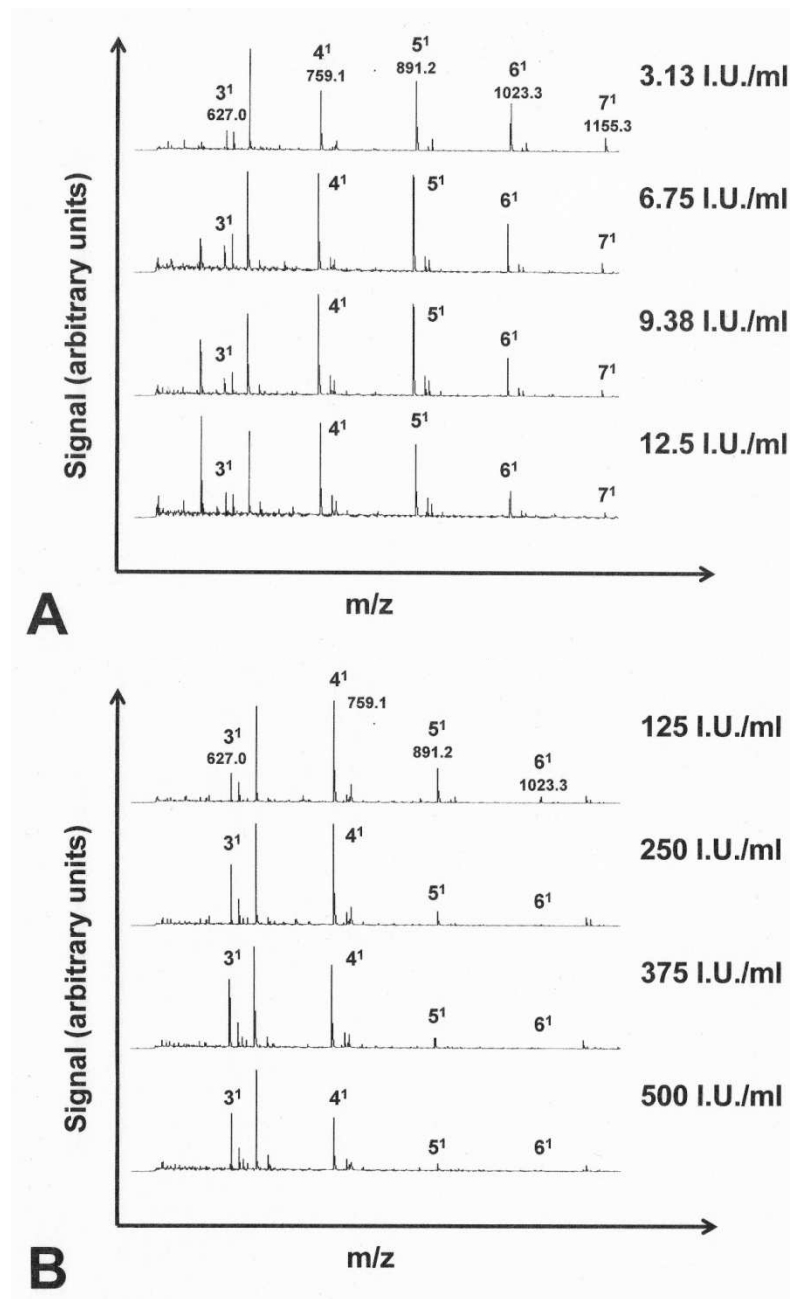 4¹ 5¹ 6¹ 3.13 I.U./ml
3¹ 759.1 891.2 1023.3 7¹
627.0 1155.3
4¹ 5¹ 6.75 I.U./ml
3¹ 6¹ 7¹
4¹ 5¹ 9.38 I.U./ml
3¹ 6¹ 7¹
4¹ 5¹ 12.5 I.U./ml
3¹ 6¹ 7¹
Signal (arbitrary units)
m/z
A
4¹ 759.1 125 I.U./ml
3¹ 5¹ 6¹
627.0 891.2 1023.3
3¹ 4¹ 250 I.U./ml
5¹ 6¹
3¹ 4¹ 375 I.U./ml
5¹ 6¹
3¹ 4¹ 500 I.U./ml
5¹ 6¹
Signal (arbitrary units)
m/z
B